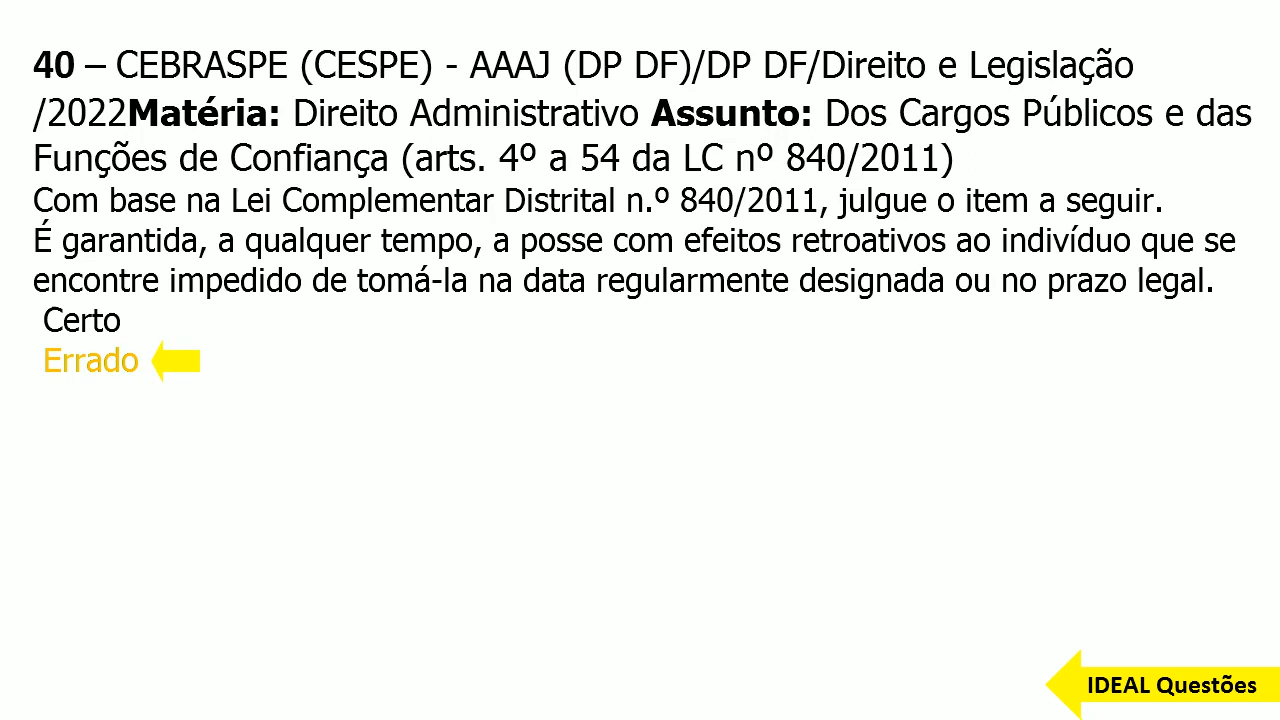 40 – CEBRASPE (CESPE) - AAAJ (DP DF)/DP DF/Direito e Legislação
/2022Matéria: Direito Administrativo Assunto: Dos Cargos Públicos e das
Funções de Confiança (arts. 4º a 54 da LC nº 840/2011)
Com base na Lei Complementar Distrital n.º 840/2011, julgue o item a seguir.
É garantida, a qualquer tempo, a posse com efeitos retroativos ao indivíduo que se
encontre impedido de tomá-la na data regularmente designada ou no prazo legal.
Certo
Errado
IDEAL Questões